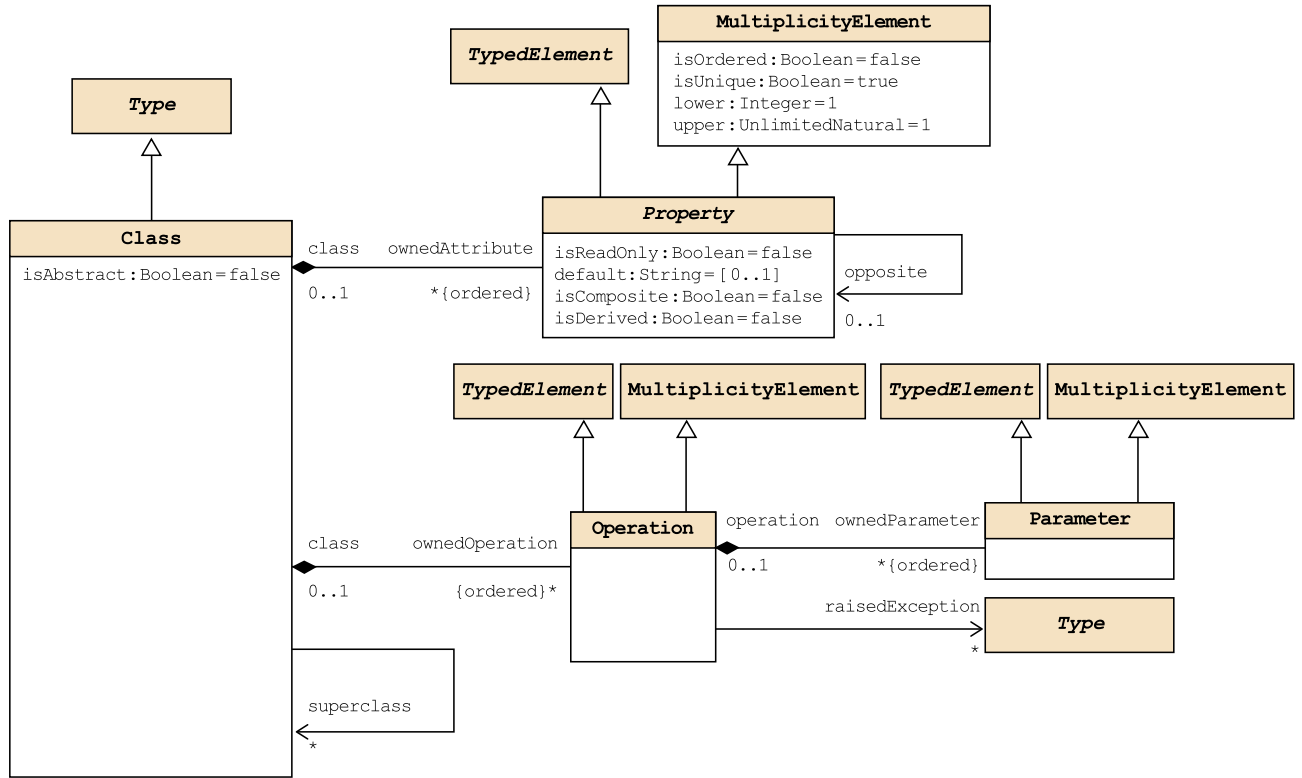 MultiplicityElement
isOrdered:Boolean=false
isUnique:Boolean=true
lower:Integer=1
upper:UnlimitedNatural=1
TypedElement
Type
Property
isReadOnly:Boolean=false
default:String=[0..1]
isComposite:Boolean=false
isDerived:Boolean=false
Class
isAbstract:Boolean=false
class ownedAttribute
0..1 *{ordered}
opposite
0..1
TypedElement
MultiplicityElement
TypedElement
MultiplicityElement
Operation
operation ownedParameter
0..1 *{ordered}
Parameter
class ownedOperation
0..1 {ordered}*
raisedException
*
Type
superclass
*